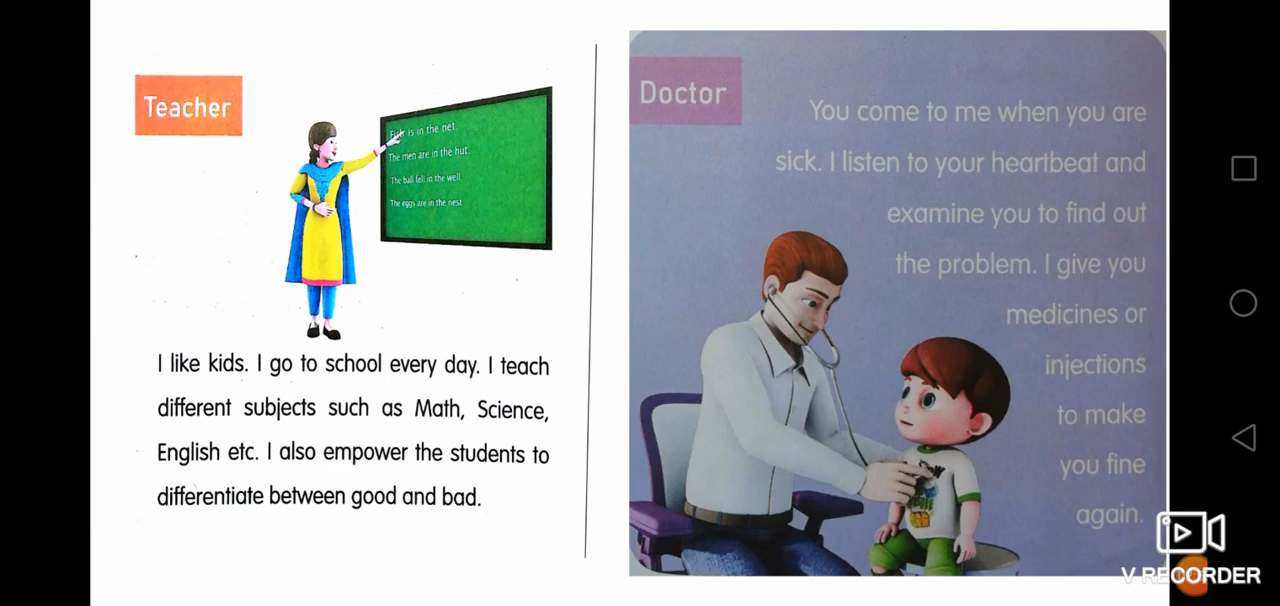 Teacher
Fish is in the net.
The men are in the hut.
The ball fell in the well.
The eggs are in the nest
I like kids. I go to school every day. I teach
different subjects such as Math, Science,
English etc. I also empower the students to
differentiate between good and bad.
Doctor
You come to me when you are
sick. I listen to your heartbeat and
examine you to find out
the problem. I give you
medicines or
injections
to make
you fine
again.
V RECORDER